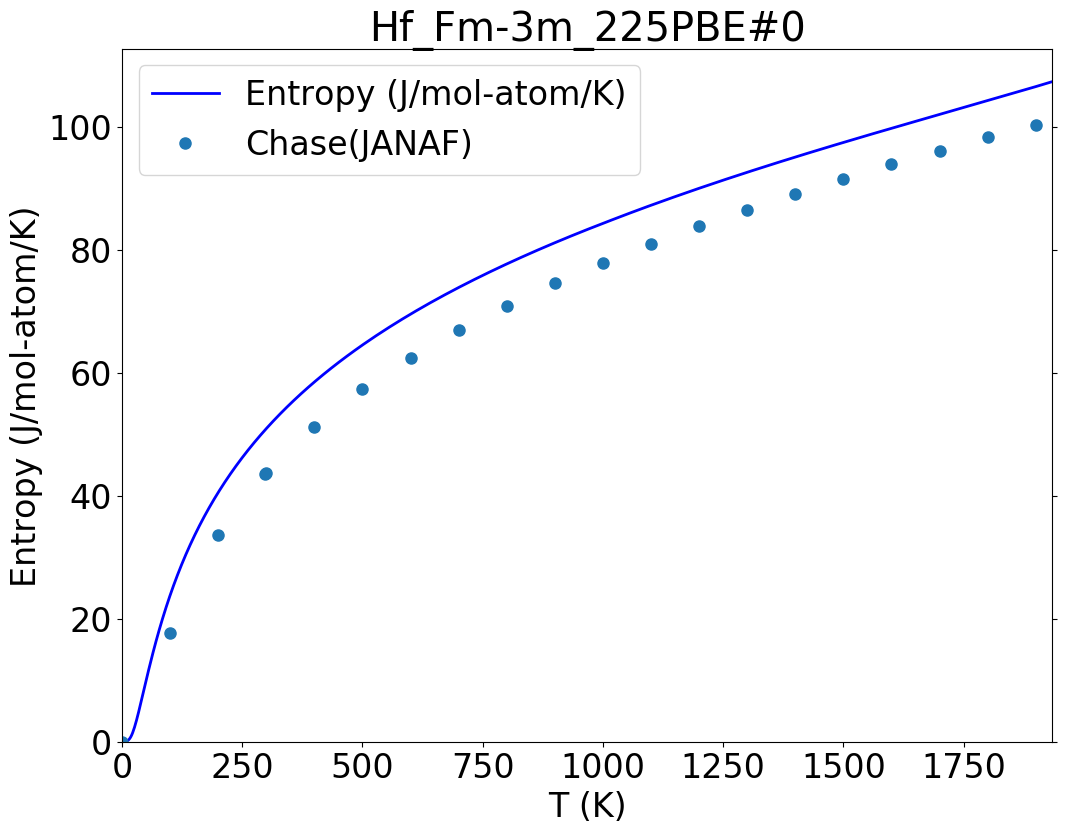 Hf_Fm-3m_225PBE#0
Entropy (J/mol-atom/K)
Chase(JANAF)
Entropy (J/mol-atom/K)
100
80
60
40
20
0
0 250 500 750 1000 1250 1500 1750
T (K)